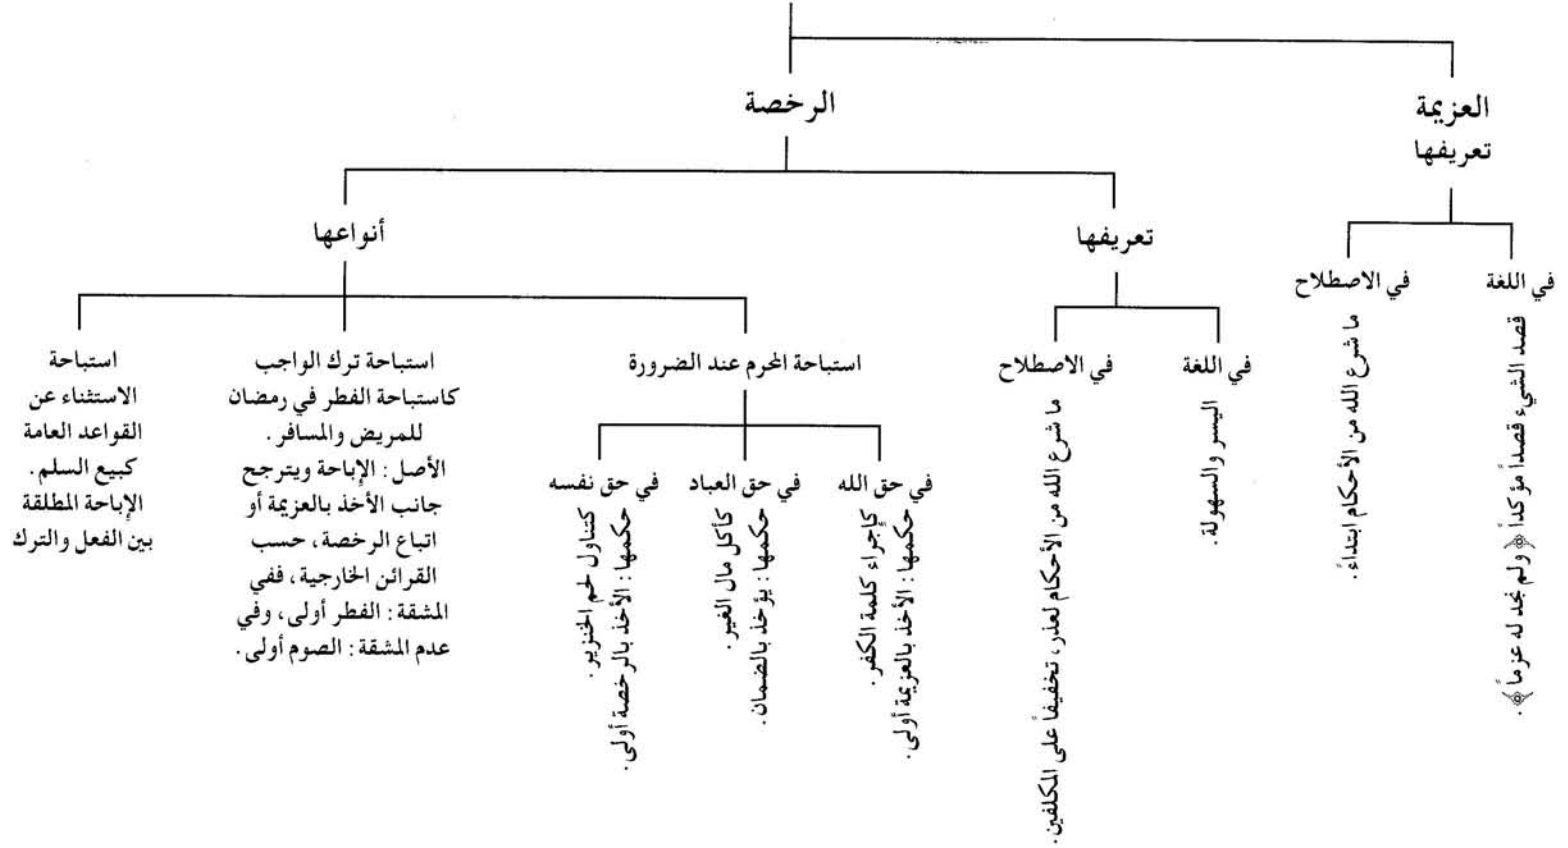 العزيمة
تعريفها
في اللغة
قصد الشيء قصداً مؤكداً ﴿ ولم نجد له عزماً ﴾ .
في الاصطلاح
ما شرع الله من الأحكام ابتداءً .
الرخصة
تعريفها
في اللغة
اليسر والسهولة .
في الاصطلاح
ما شرع الله من الأحكام لعذر ، تخفيفاً على المكلفين .
أنواعها
استباحة المحرم عند الضرورة
في حق الله
كإجراء كلمة الكفر .
حكمها : الأخذ بالعزيمة أولى .
في حق العباد
كأكل مال الغير .
حكمها : يؤخذ بالضمان .
في حق نفسه
كتناول لحم الخنزير .
حكمها : الأخذ بالرخصة أولى .
استباحة ترك الواجب
كاستباحة الفطر في رمضان
للمريض والمسافر .
الأصل : الإباحة ويترجح
جانب الأخذ بالعزيمة أو
اتباع الرخصة ، حسب
القرائن الخارجية ، ففي
المشقة : الفطر أولى ، وفي
عدم المشقة : الصوم أولى .
استباحة
الاستثناء عن
القواعد العامة
كبيع السلم .
الإباحة المطلقة
بين الفعل والترك